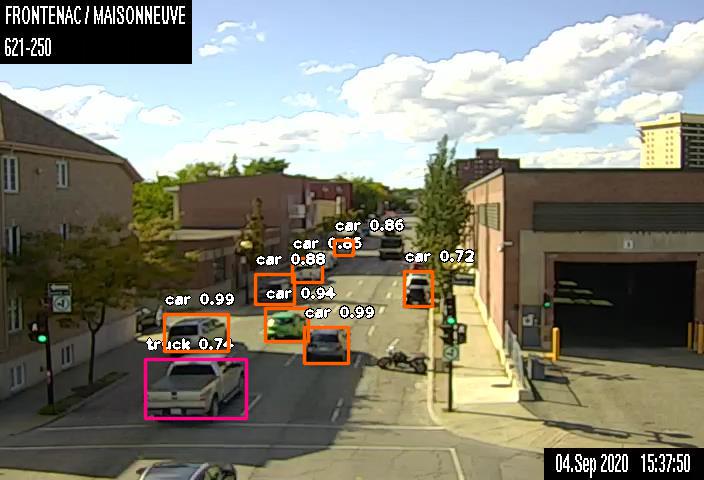 FRONTENAC / MAISONNEUVE
621-250
car 0.86
car 0.85
car 0.88
car 0.72
car 0.94
car 0.99
car 0.99
truck 0.74
04.Sep 2020 15:37:50